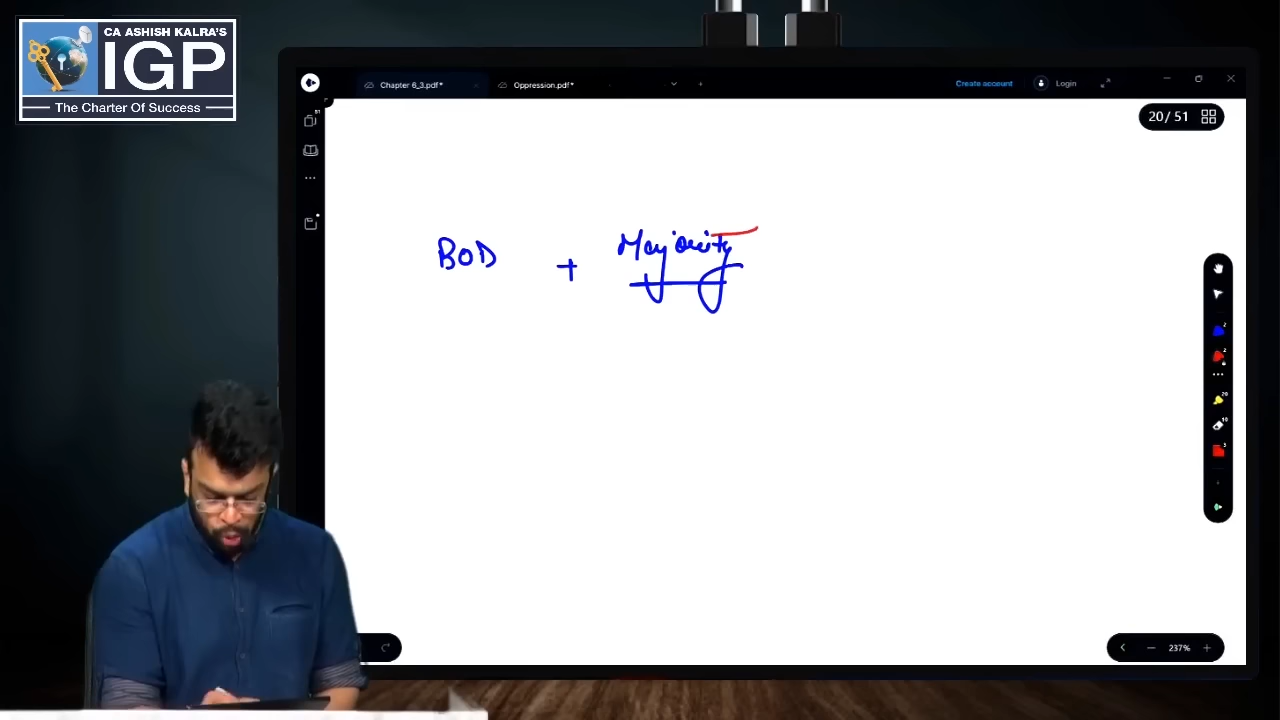 CA ASHISH KALRA'S
IGP
The Charter Of Success
Chapter 6_3.pdf*
Oppression.pdf*
Create account
Login
20/ 51
BOD + Majority
237%